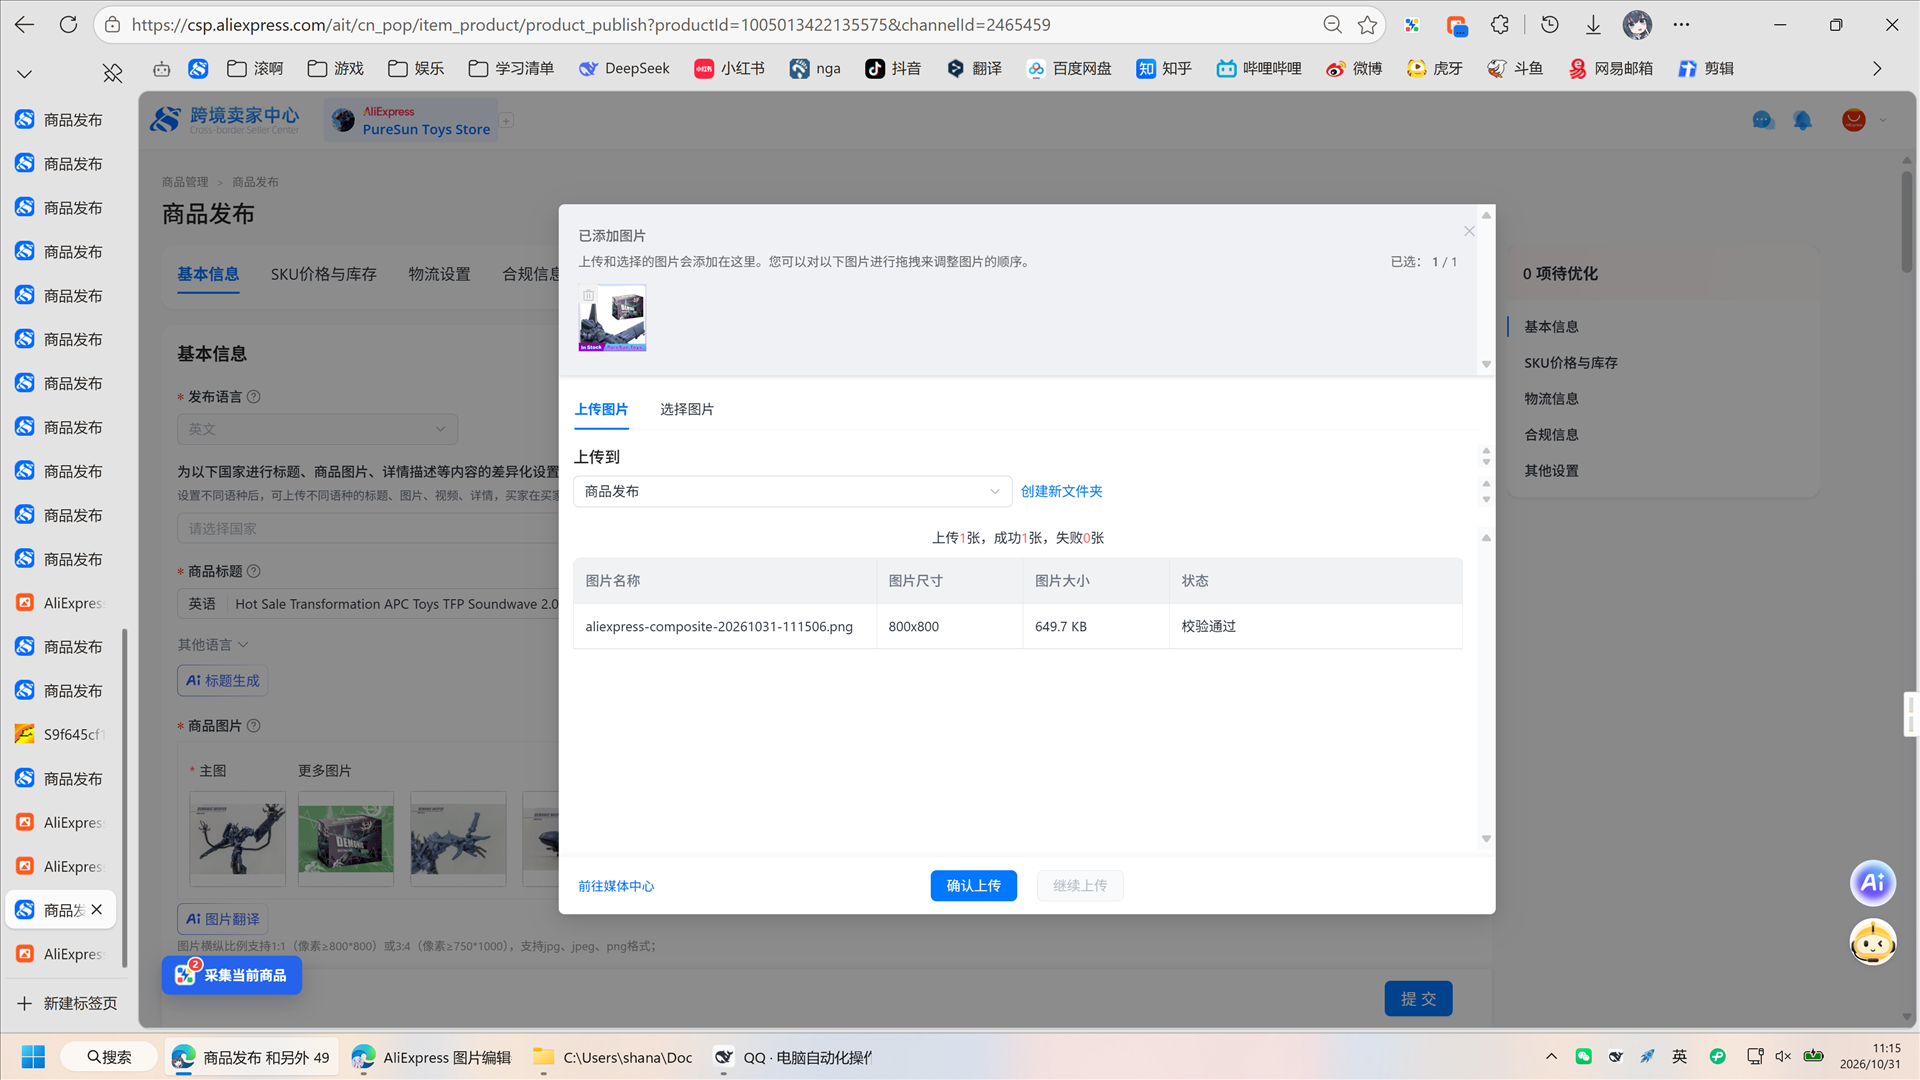 https://csp.aliexpress.com/ait/cn_pop/item_product/product_publish?productId=1005013422135575&channelId=2465459
滚啊
游戏
娱乐
学习清单
DeepSeek
小红书
nga
抖音
翻译
百度网盘
知乎
哔哩哔哩
微博
虎牙
斗鱼
网易邮箱
剪辑
商品发布
商品发布
商品发布
商品发布
商品发布
商品发布
商品发布
商品发布
商品发布
商品发布
商品发布
AliExpres
商品发布
商品发布
S9f645cf1
商品发布
AliExpres
AliExpres
商品发
AliExpres
新建标签页
跨境卖家中心
Cross-border Seller Center
AliExpress
PureSun Toys Store
商品管理 > 商品发布
商品发布
基本信息
SKU价格与库存
物流设置
合规信息
基本信息
* 发布语言
英文
为以下国家进行标题、商品图片、详情描述等内容的差异化设置
设置不同语种后，可上传不同语种的标题、图片、视频、详情，买家在买家
请选择国家
* 商品标题
英语 Hot Sale Transformation APC Toys TFP Soundwave 2.0
其他语言
Ai 标题生成
* 商品图片
* 主图
更多图片
DEMONS
Ai 图片翻译
图片横纵比例支持1:1（像素≥800*800）或3:4（像素≥750*1000），支持jpg、jpeg、png格式；
2
采集当前商品
提 交
已添加图片
上传和选择的图片会添加在这里。您可以对以下图片进行拖拽来调整图片的顺序。
已选： 1 / 1
In Stock PureSun Toys
上传图片
选择图片
上传到
商品发布
创建新文件夹
上传1张，成功1张，失败0张
图片名称
图片尺寸
图片大小
状态
aliexpress-composite-20261031-111506.png
800x800
649.7 KB
校验通过
前往媒体中心
确认上传
继续上传
0 项待优化
基本信息
SKU价格与库存
物流信息
合规信息
其他设置
Ai
搜索
商品发布 和另外 49
AliExpress 图片编辑
C:\Users\shana\Doc
QQ · 电脑自动化操作
英
11:15
2026/10/31